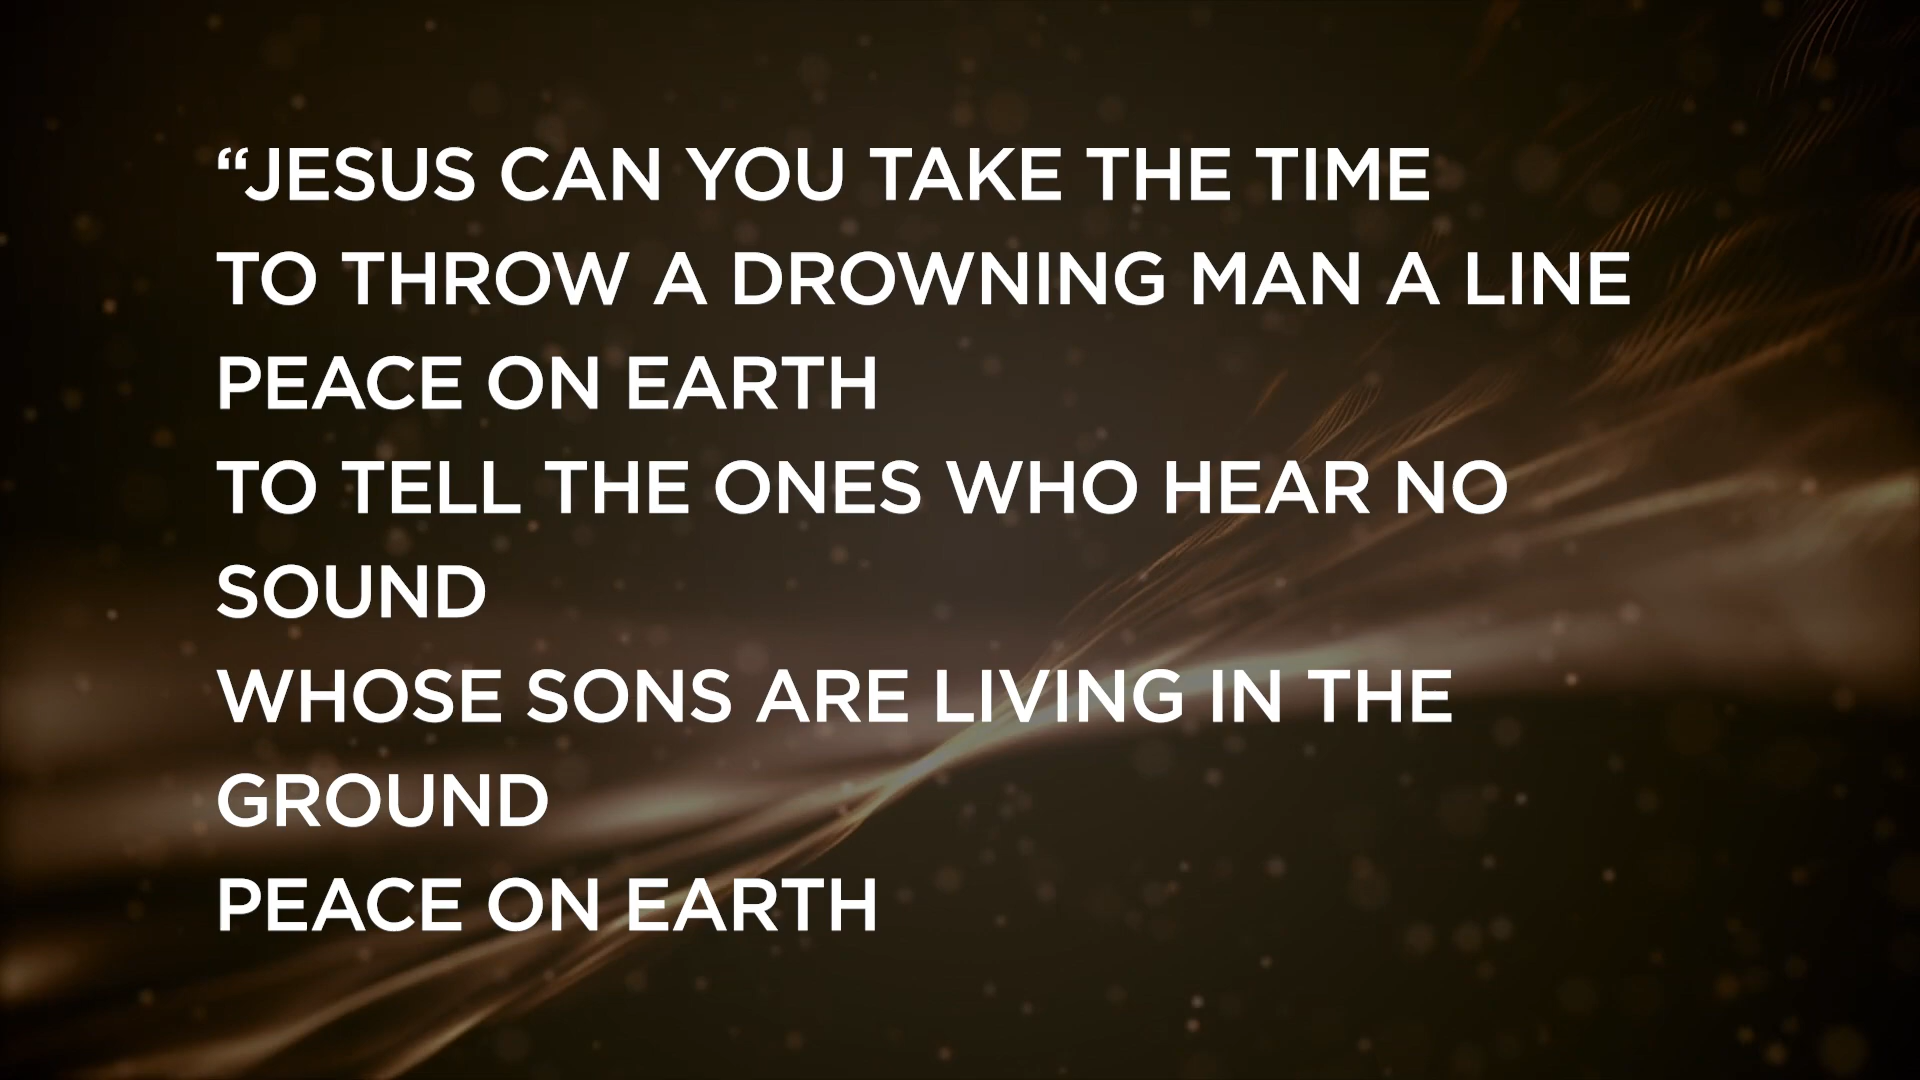 “JESUS CAN YOU TAKE THE TIME
TO THROW A DROWNING MAN A LINE
PEACE ON EARTH
TO TELL THE ONES WHO HEAR NO
SOUND
WHOSE SONS ARE LIVING IN THE
GROUND
PEACE ON EARTH